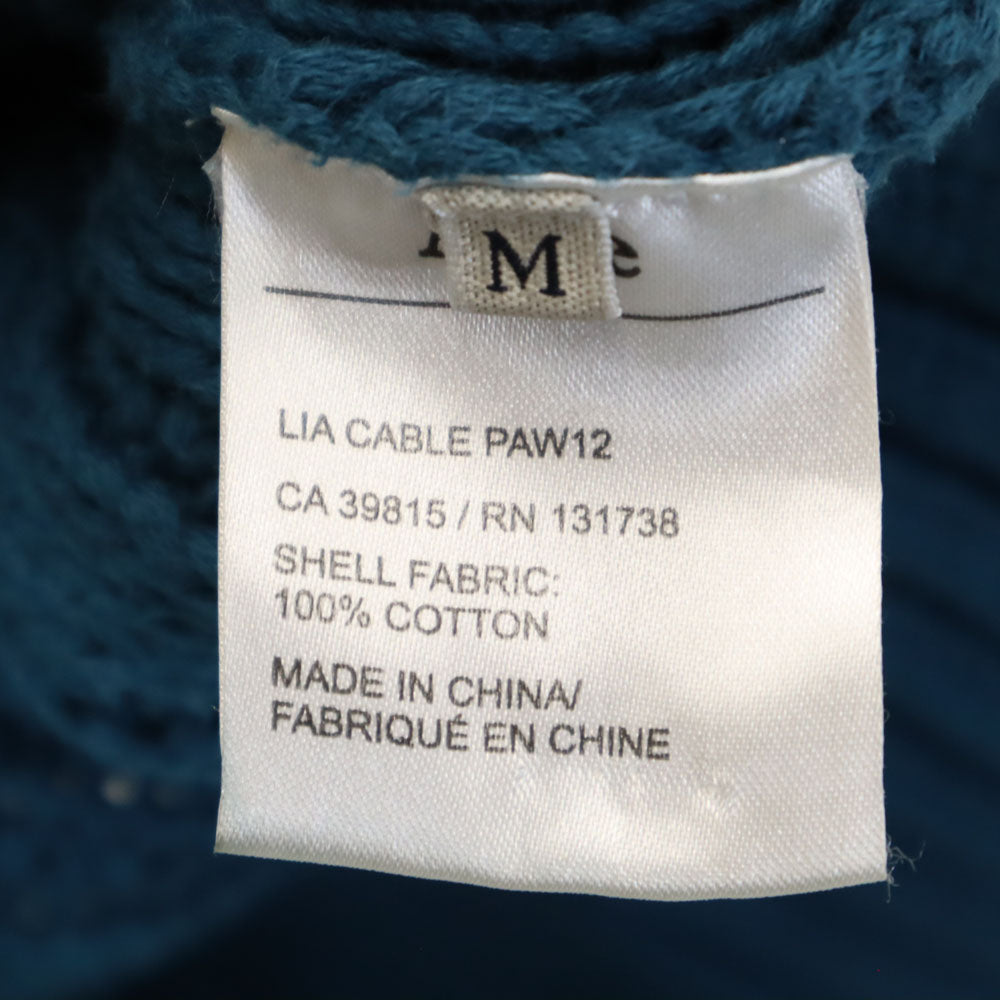 M
LIA CABLE PAW12
CA 39815 / RN 131738
SHELL FABRIC:
100% COTTON
MADE IN CHINA/
FABRIQUÉ EN CHINE